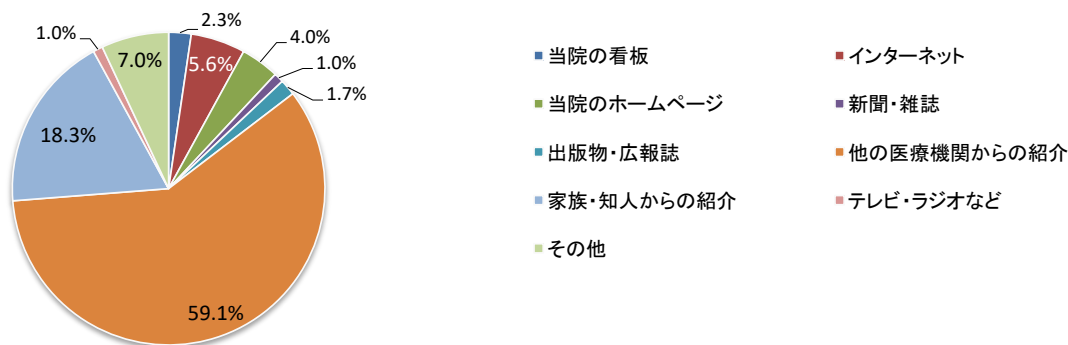 2.3%
5.6%
4.0%
1.0%
1.7%
59.1%
18.3%
1.0%
7.0%
当院の看板
インターネット
当院のホームページ
新聞・雑誌
出版物・広報誌
他の医療機関からの紹介
家族・知人からの紹介
テレビ・ラジオなど
その他